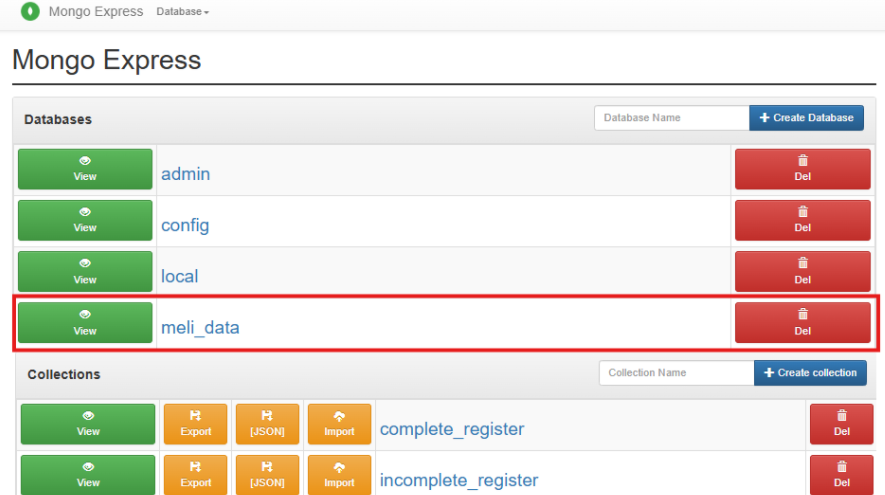 Mongo Express Database
Mongo Express
Databases Database Name + Create Database
View admin Del
View config Del
View local Del
View meli_data Del
Collections Collection Name + Create collection
View Export [JSON] Import complete_register Del
View Export [JSON] Import incomplete_register Del